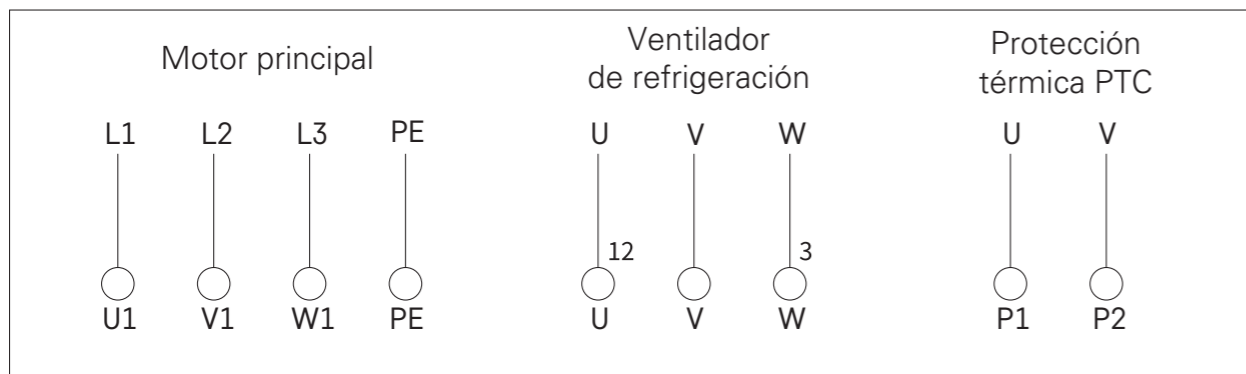 Motor principal
Ventilador
de refrigeración
Protección
térmica PTC
L1 L2 L3 PE U V W U V
12 3
U1 V1 W1 PE U V W P1 P2